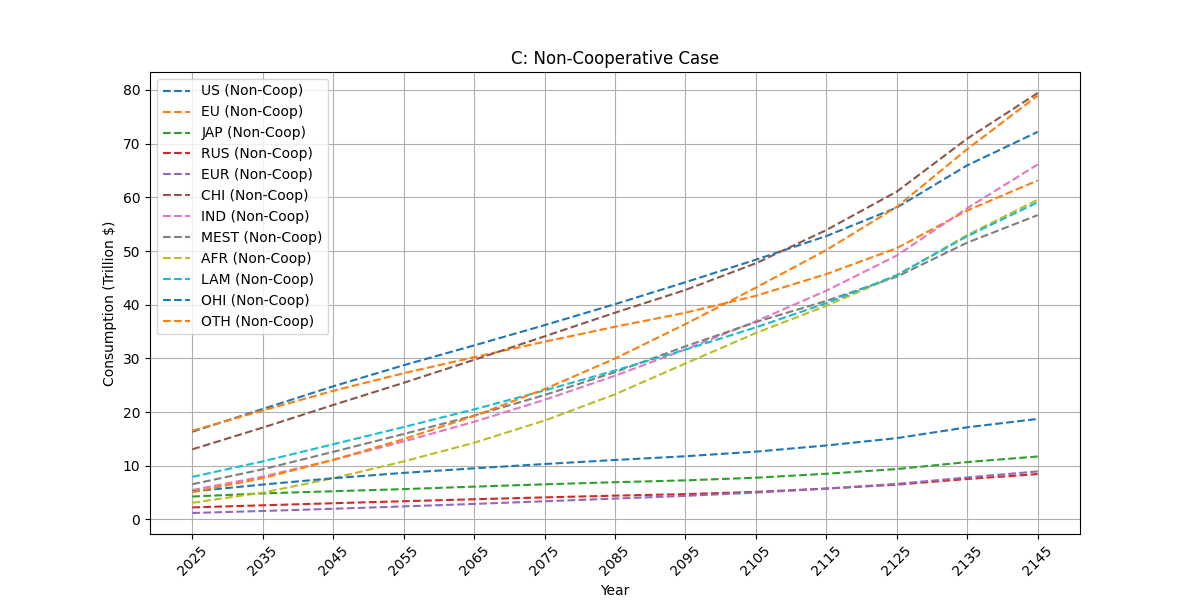 C: Non-Cooperative Case
Consumption (Trillion $)
80
70
60
50
40
30
20
10
0
US (Non-Coop)
EU (Non-Coop)
JAP (Non-Coop)
RUS (Non-Coop)
EUR (Non-Coop)
CHI (Non-Coop)
IND (Non-Coop)
MEST (Non-Coop)
AFR (Non-Coop)
LAM (Non-Coop)
OHI (Non-Coop)
OTH (Non-Coop)
2025
2035
2045
2055
2065
2075
2085
2095
2105
2115
2125
2135
2145
Year